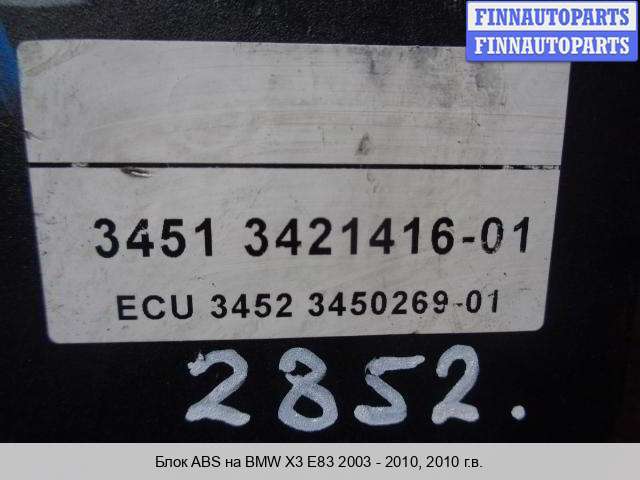 FINNAUTOPARTS
FINNAUTOPARTS
3451 3421416-01
ECU 3452 3450269-01
2852.
Блок ABS на BMW X3 E83 2003 - 2010, 2010 г.в.